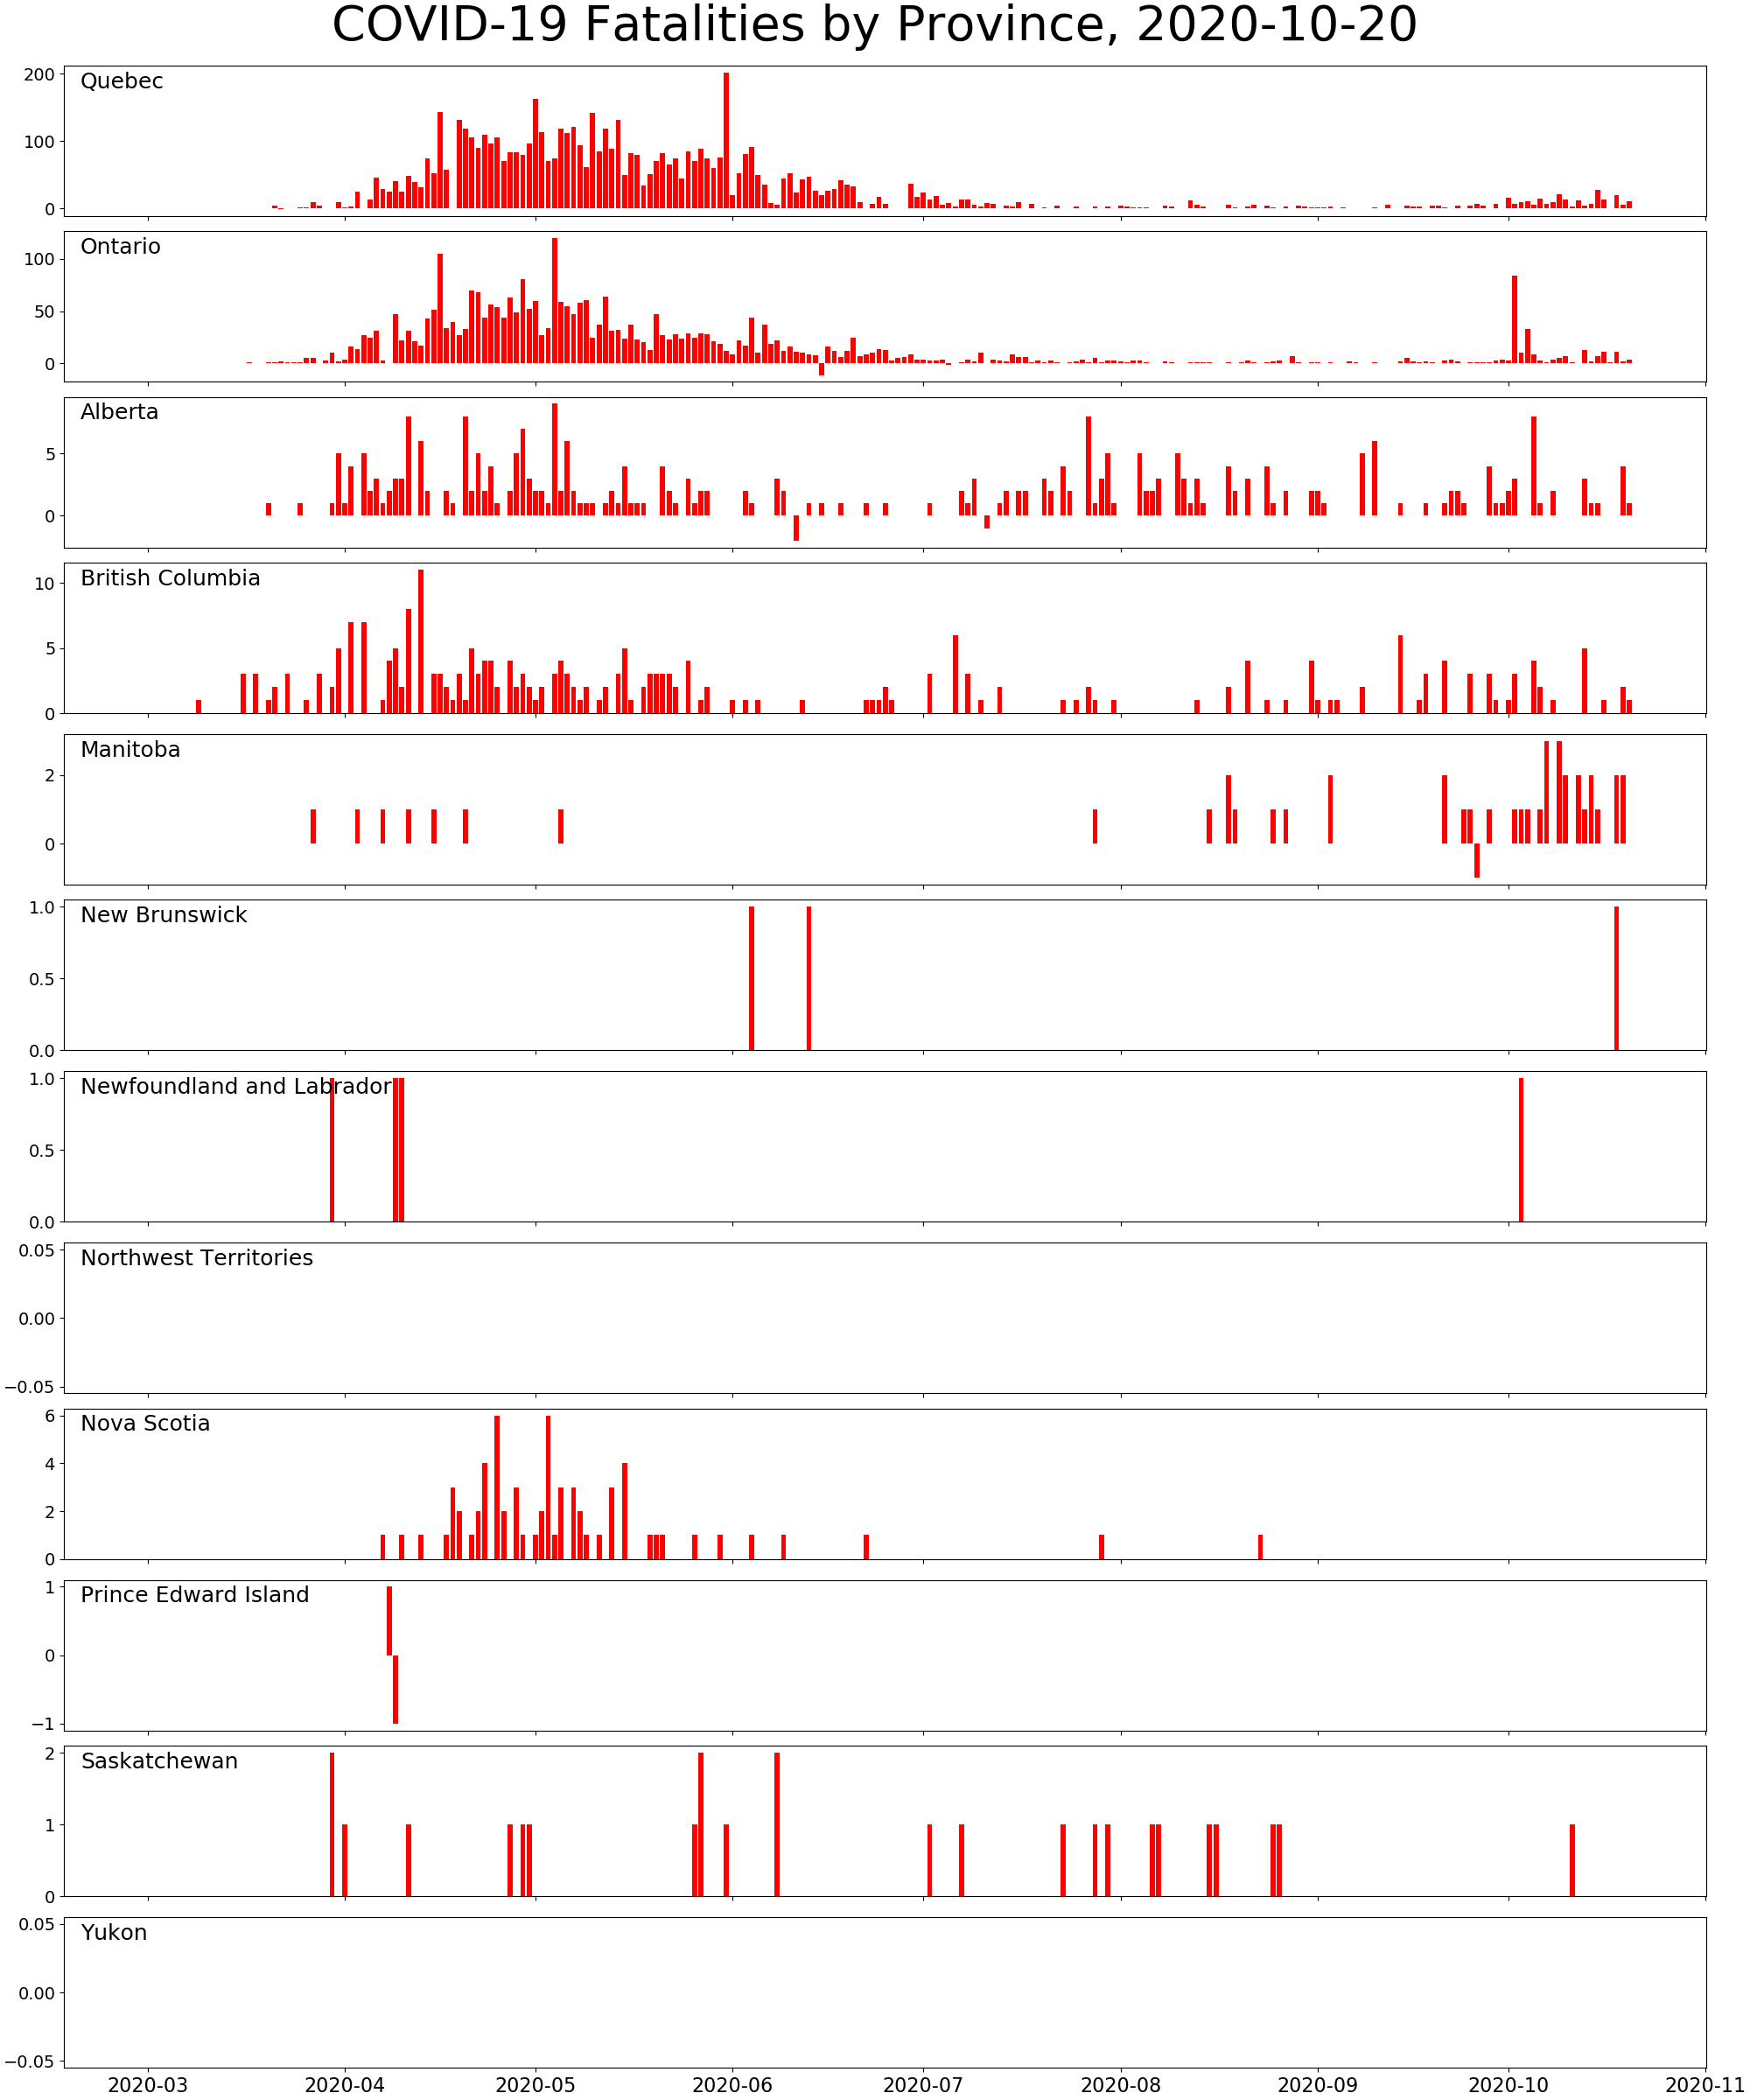 COVID-19 Fatalities by Province, 2020-10-20
Quebec
200
100
0
Ontario
100
50
0
Alberta
5
0
British Columbia
10
5
0
Manitoba
2
0
New Brunswick
1.0
0.5
0.0
Newfoundland and Labrador
1.0
0.5
0.0
Northwest Territories
0.05
0.00
−0.05
Nova Scotia
6
4
2
0
Prince Edward Island
1
0
−1
Saskatchewan
2
1
0
Yukon
0.05
0.00
−0.05
2020-03 2020-04 2020-05 2020-06 2020-07 2020-08 2020-09 2020-10 2020-11